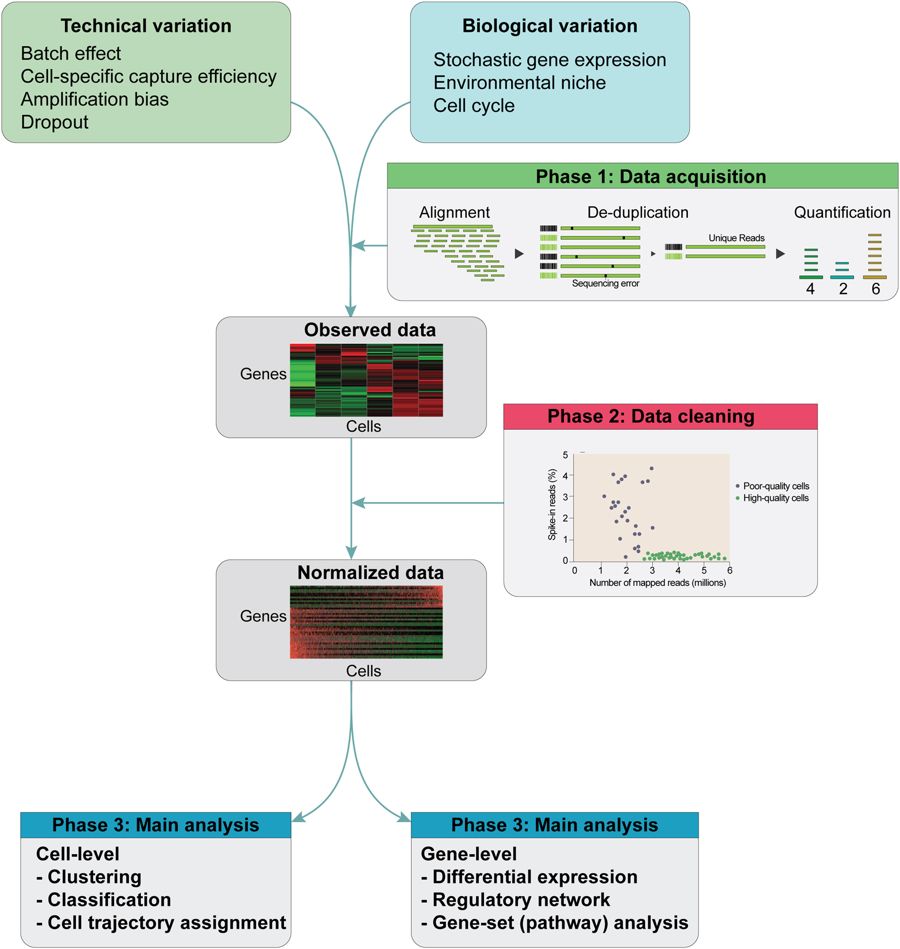 Technical variation
Batch effect
Cell-specific capture efficiency
Amplification bias
Dropout
Biological variation
Stochastic gene expression
Environmental niche
Cell cycle
Phase 1: Data acquisition
Alignment
De-duplication
Quantification
Unique Reads
Sequencing error
4 2 6
Observed data
Genes
Cells
Phase 2: Data cleaning
Spike-in reads (%)
5
4
3
2
1
0
0 1 2 3 4 5 6
Number of mapped reads (millions)
Poor-quality cells
High-quality cells
Normalized data
Genes
Cells
Phase 3: Main analysis
Cell-level
- Clustering
- Classification
- Cell trajectory assignment
Phase 3: Main analysis
Gene-level
- Differential expression
- Regulatory network
- Gene-set (pathway) analysis